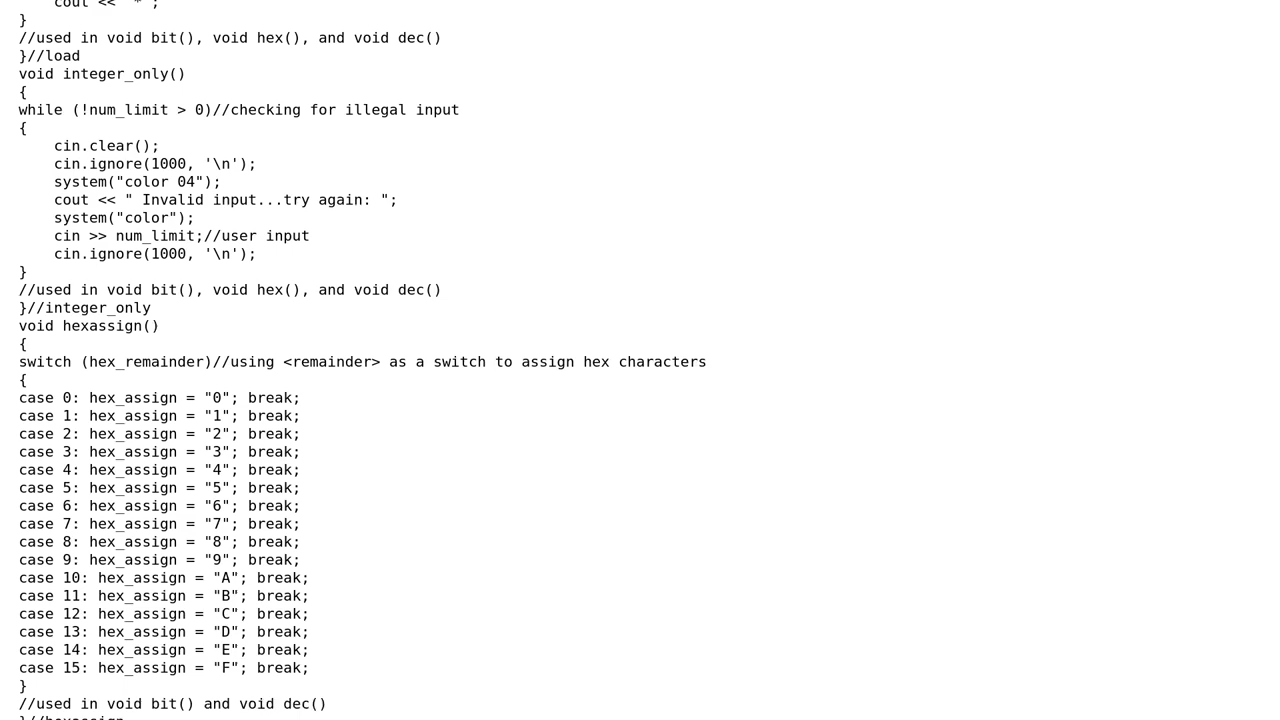 cout << "*";
}
//used in void bit(), void hex(), and void dec()
}//load
void integer_only()
{
while (!num_limit > 0)//checking for illegal input
{
    cin.clear();
    cin.ignore(1000, '\n');
    system("color 04");
    cout << " Invalid input...try again: ";
    system("color");
    cin >> num_limit;//user input
    cin.ignore(1000, '\n');
}
//used in void bit(), void hex(), and void dec()
}//integer_only
void hexassign()
{
switch (hex_remainder)//using <remainder> as a switch to assign hex characters
{
case 0: hex_assign = "0"; break;
case 1: hex_assign = "1"; break;
case 2: hex_assign = "2"; break;
case 3: hex_assign = "3"; break;
case 4: hex_assign = "4"; break;
case 5: hex_assign = "5"; break;
case 6: hex_assign = "6"; break;
case 7: hex_assign = "7"; break;
case 8: hex_assign = "8"; break;
case 9: hex_assign = "9"; break;
case 10: hex_assign = "A"; break;
case 11: hex_assign = "B"; break;
case 12: hex_assign = "C"; break;
case 13: hex_assign = "D"; break;
case 14: hex_assign = "E"; break;
case 15: hex_assign = "F"; break;
}
//used in void bit() and void dec()
}//hexassign